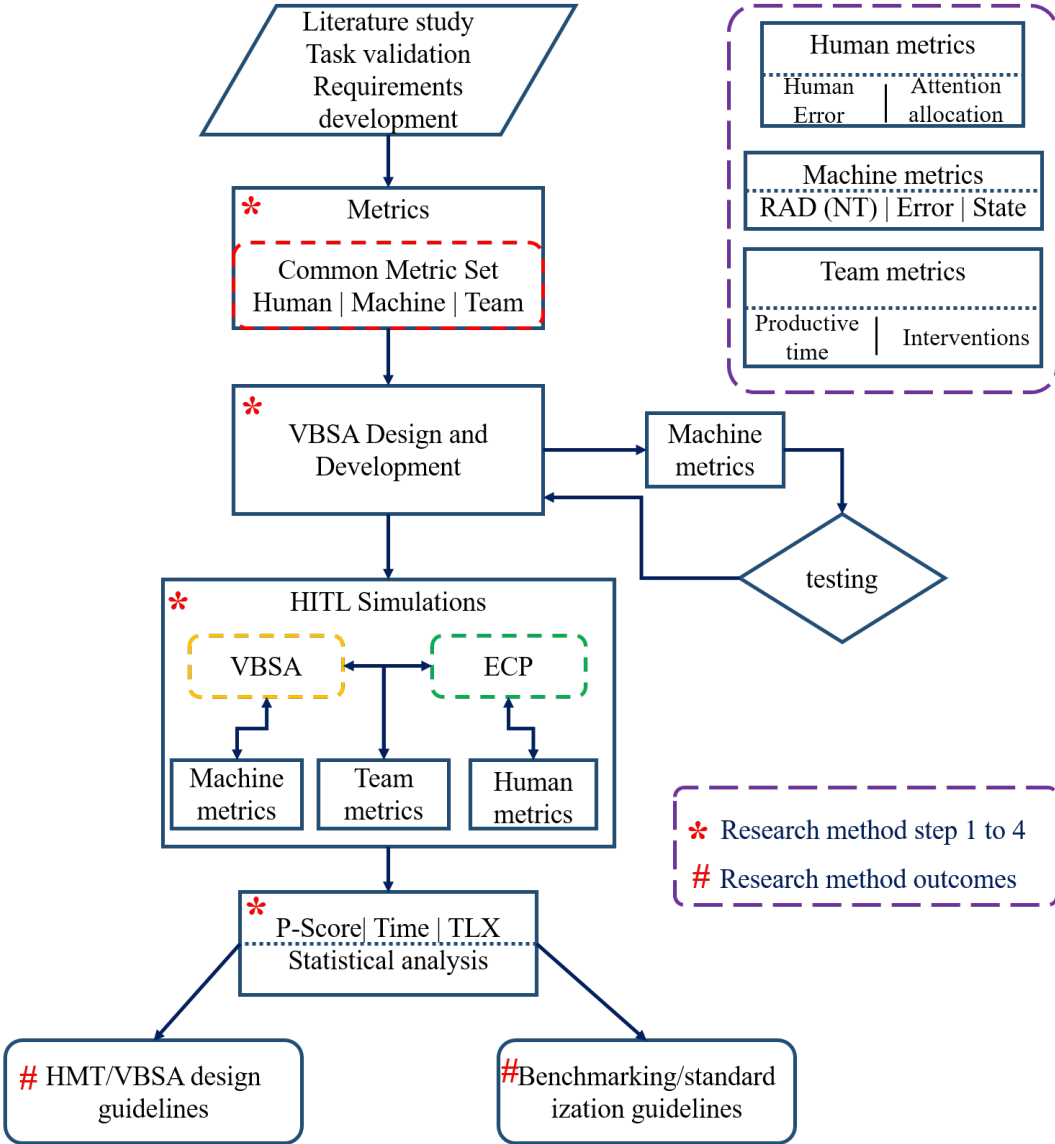 Literature study
Task validation
Requirements
development
Human metrics
Human
Error
|
Attention
allocation
Machine metrics
RAD (NT) | Error | State
Team metrics
Productive
time
|
Interventions
* Metrics
Common Metric Set
Human | Machine | Team
* VBSA Design and
Development
Machine
metrics
testing
* HITL Simulations
VBSA
ECP
Machine
metrics
Team
metrics
Human
metrics
* Research method step 1 to 4
# Research method outcomes
* P-Score| Time | TLX
Statistical analysis
# HMT/VBSA design
guidelines
# Benchmarking/standard
ization guidelines